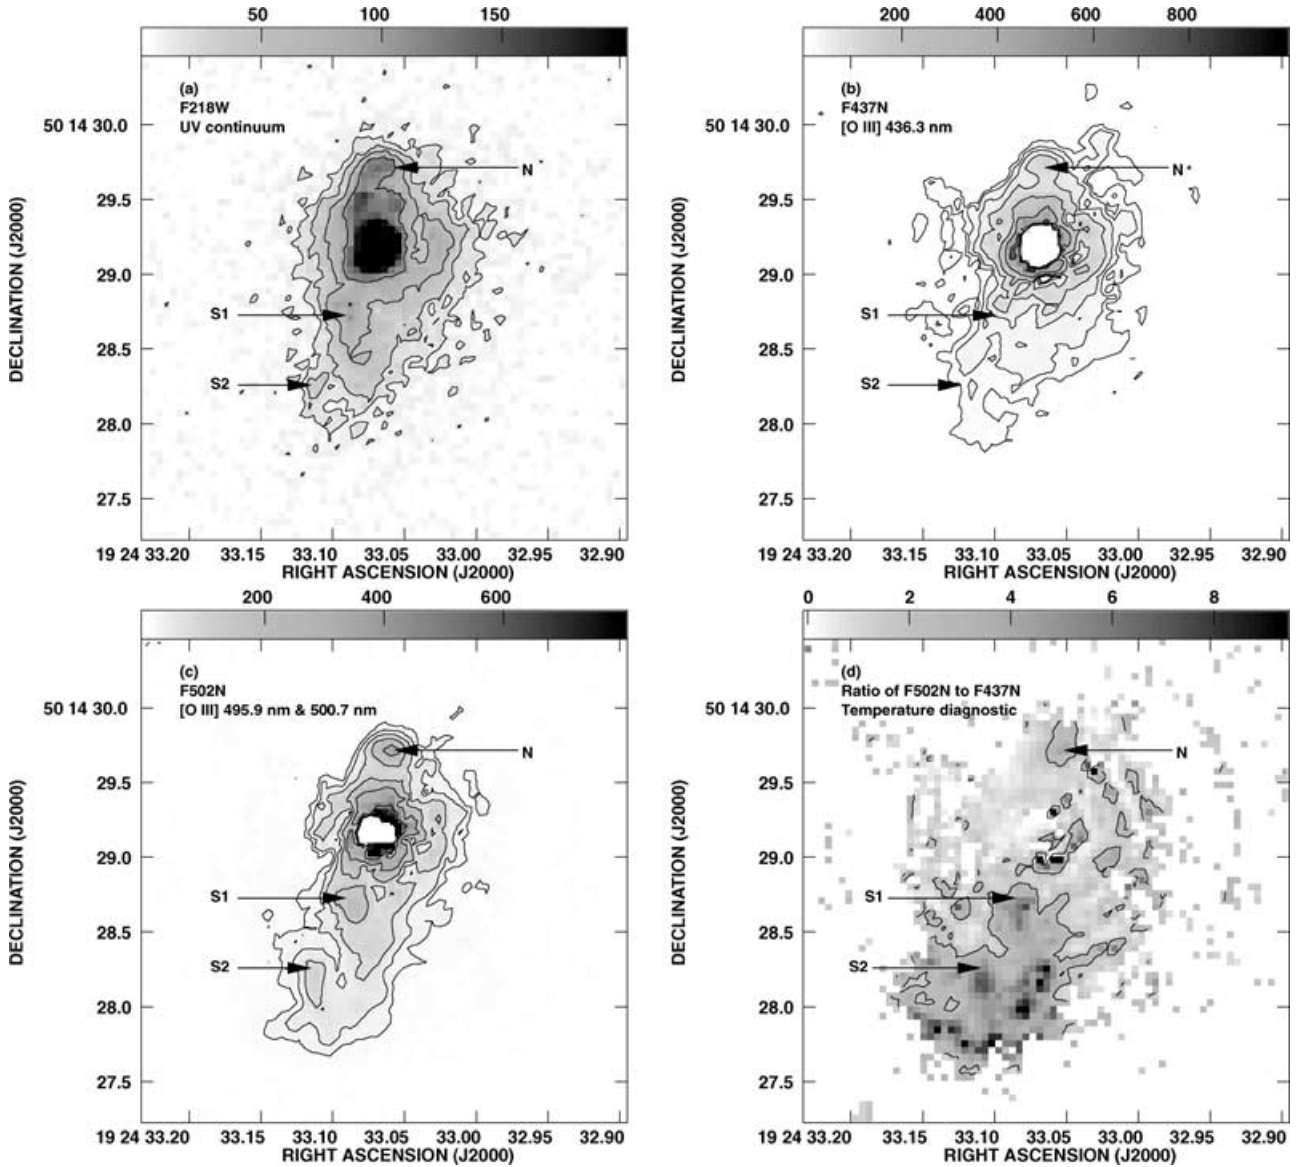 50 100 150
(a)
F218W
UV continuum
N
S1
S2
50 14 30.0
29.5
29.0
28.5
28.0
27.5
DECLINATION (J2000)
19 24 33.20 33.15 33.10 33.05 33.00 32.95 32.90
RIGHT ASCENSION (J2000)
200 400 600 800
(b)
F437N
[O III] 436.3 nm
N
S1
S2
50 14 30.0
29.5
29.0
28.5
28.0
27.5
DECLINATION (J2000)
19 24 33.20 33.15 33.10 33.05 33.00 32.95 32.90
RIGHT ASCENSION (J2000)
200 400 600
(c)
F502N
[O III] 495.9 nm & 500.7 nm
N
S1
S2
50 14 30.0
29.5
29.0
28.5
28.0
27.5
DECLINATION (J2000)
19 24 33.20 33.15 33.10 33.05 33.00 32.95 32.90
RIGHT ASCENSION (J2000)
0 2 4 6 8
(d)
Ratio of F502N to F437N
Temperature diagnostic
N
S1
S2
50 14 30.0
29.5
29.0
28.5
28.0
27.5
DECLINATION (J2000)
19 24 33.20 33.15 33.10 33.05 33.00 32.95 32.90
RIGHT ASCENSION (J2000)